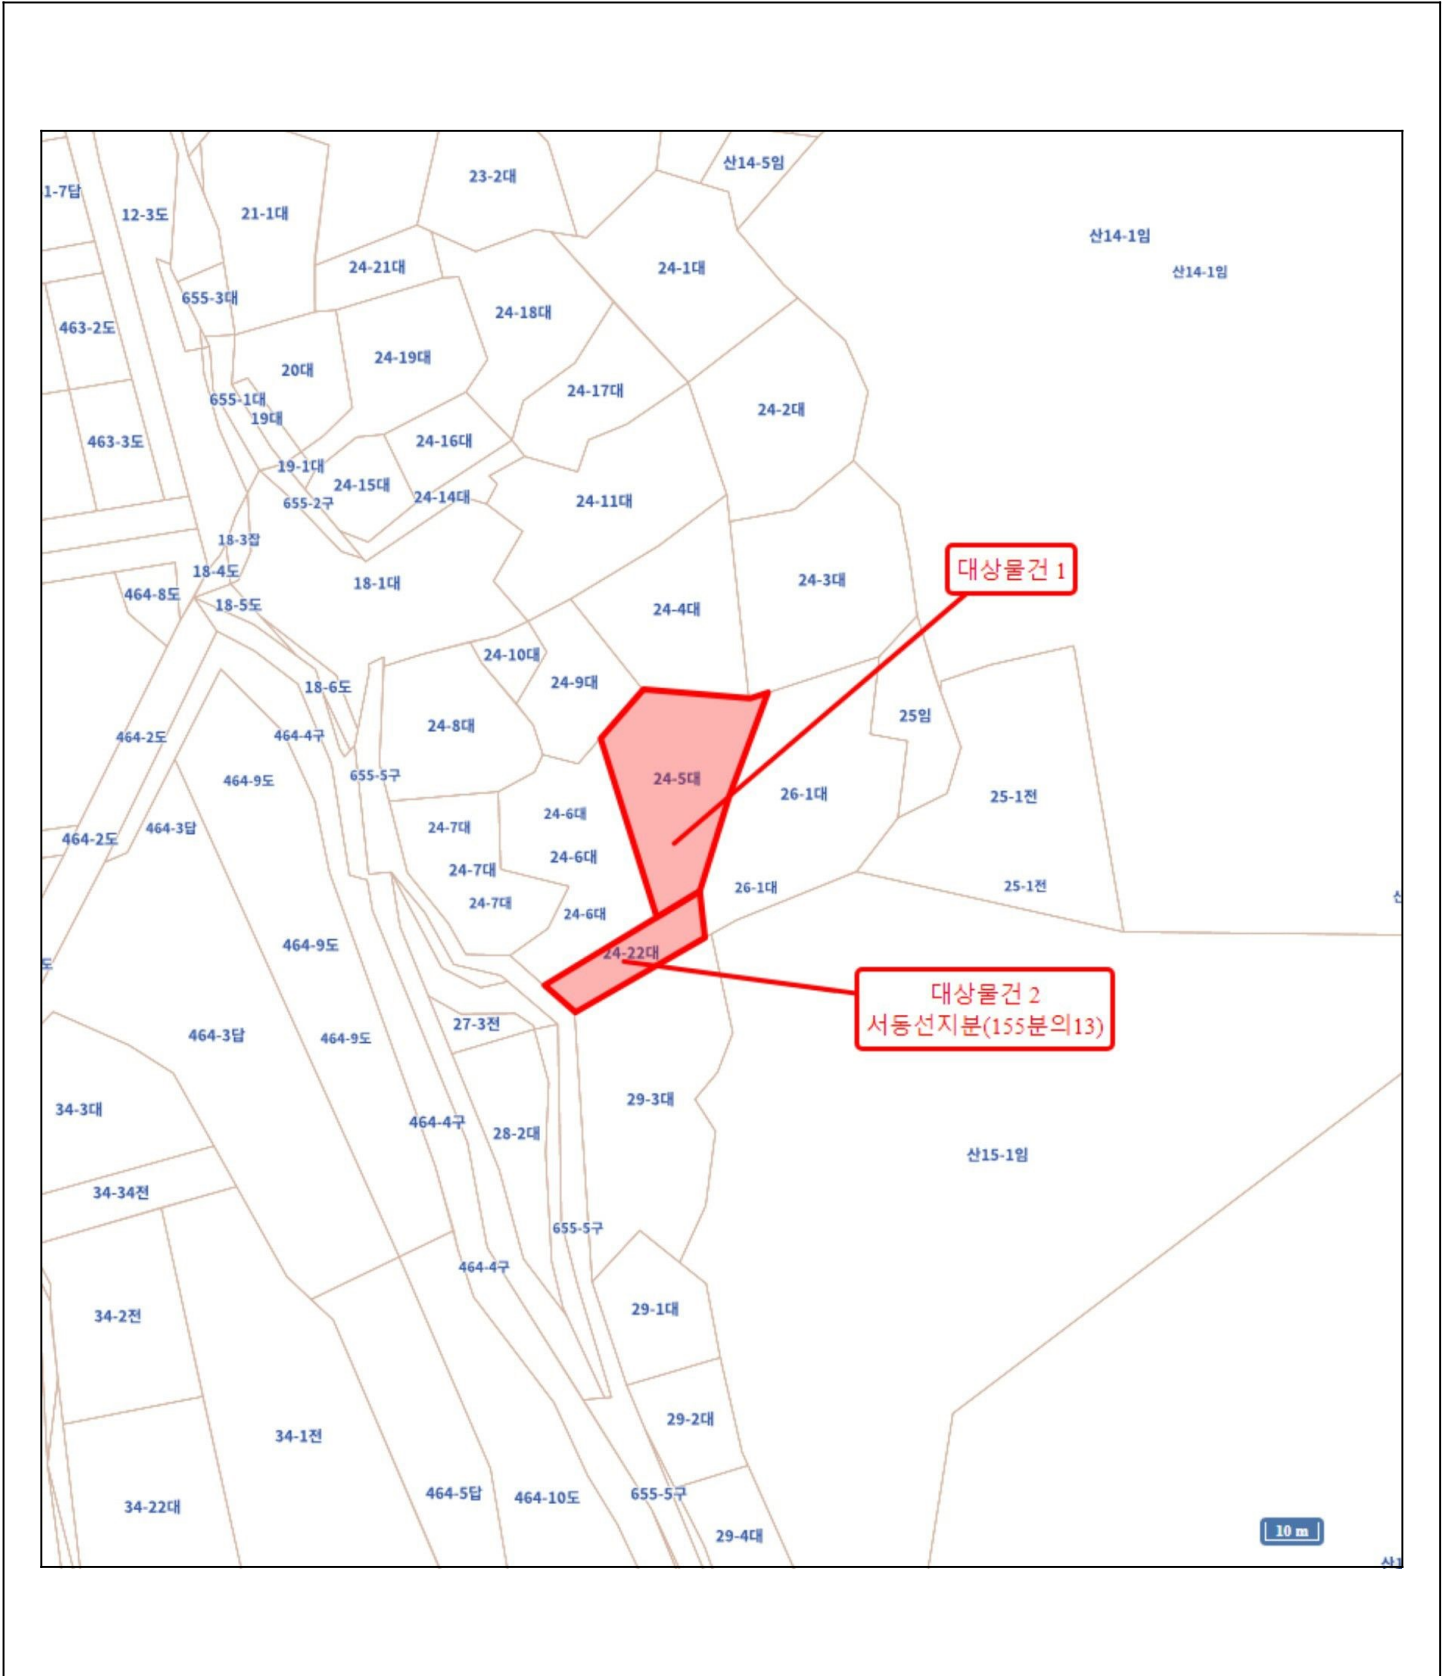 산14-5임
23-2대
1-7답
12-3도
21-1대
산14-1임
24-21대
24-1대
산14-1임
655-3대
24-18대
463-2도
24-19대
20대
24-17대
655-1대
24-2대
19대
463-3도
24-16대
19-1대
24-15대
24-14대
655-2구
24-11대
18-3잡
대상물건 1
18-4도
24-3대
18-1대
464-8도
18-5도
24-4대
24-10대
24-9대
18-6도
25임
24-8대
464-2도
464-4구
655-5구
24-5대
464-9도
26-1대
25-1전
24-6대
464-3답
24-7대
464-2도
24-6대
24-7대
26-1대
25-1전
24-7대
24-6대
464-9도
24-22대
도
대상물건 2
서동선지분(155분의13)
27-3전
464-3답
464-9도
29-3대
34-3대
464-4구
28-2대
산15-1임
34-34전
655-5구
464-4구
29-1대
34-2전
29-2대
34-1전
464-5답
464-10도
655-5구
34-22대
29-4대
10 m